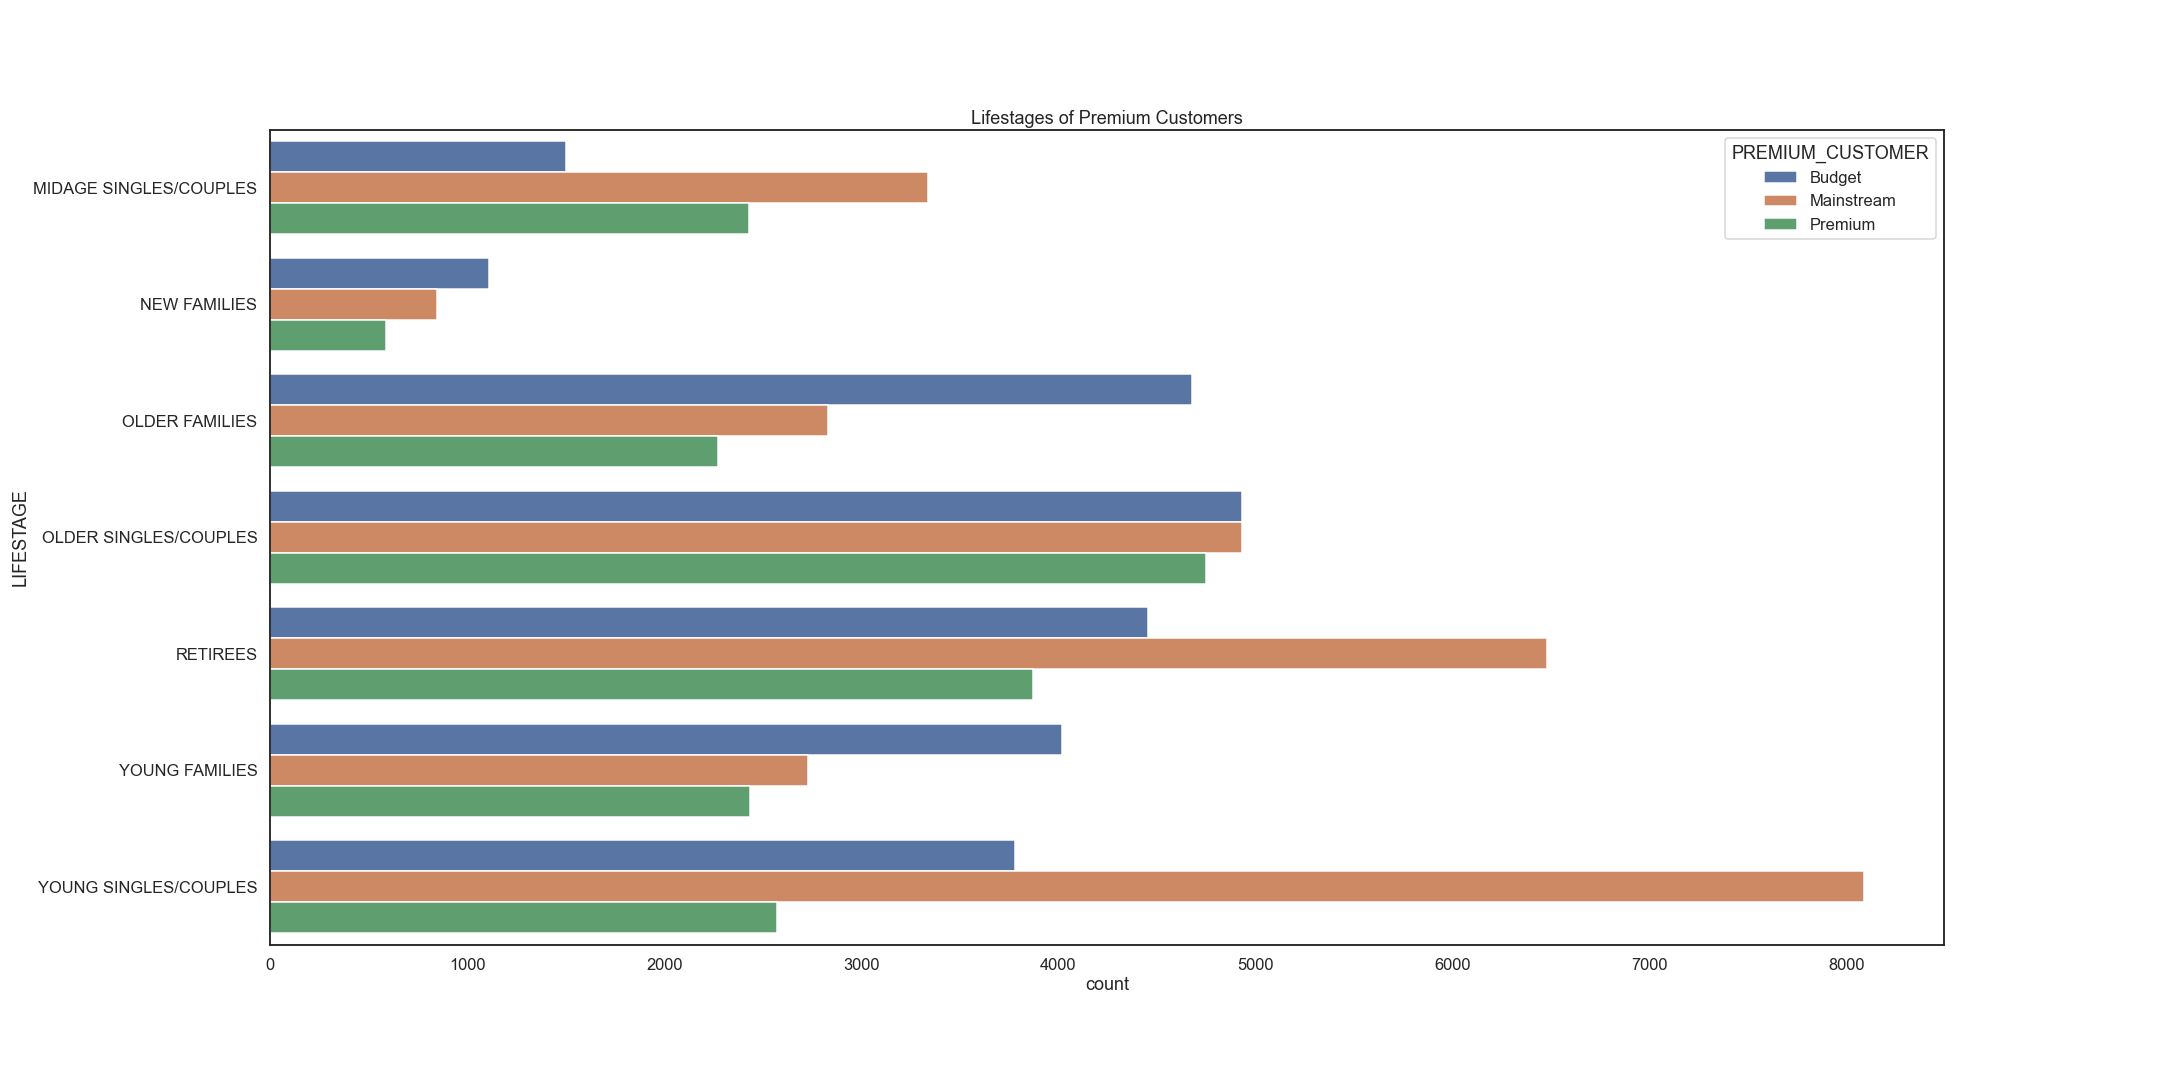 Lifestages of Premium Customers
PREMIUM_CUSTOMER
Budget
Mainstream
Premium
LIFESTAGE
MIDAGE SINGLES/COUPLES
NEW FAMILIES
OLDER FAMILIES
OLDER SINGLES/COUPLES
RETIREES
YOUNG FAMILIES
YOUNG SINGLES/COUPLES
0 1000 2000 3000 4000 5000 6000 7000 8000
count